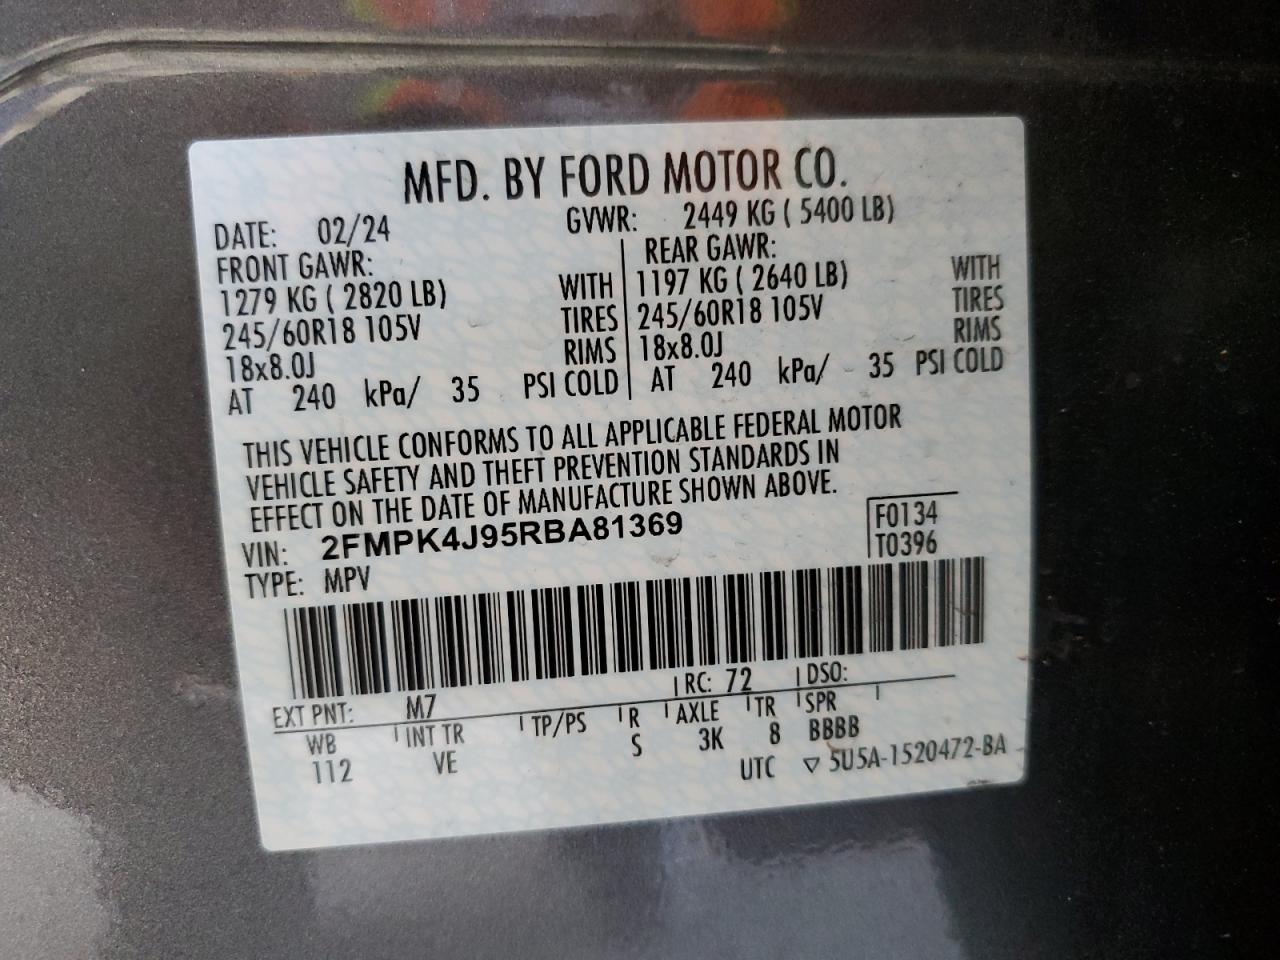 MFD. BY FORD MOTOR CO.
DATE: 02/24 GVWR: 2449 KG ( 5400 LB)
FRONT GAWR: REAR GAWR:
1279 KG ( 2820 LB) WITH 1197 KG ( 2640 LB) WITH
245/60R18 105V TIRES 245/60R18 105V TIRES
18x8.0J RIMS 18x8.0J RIMS
AT 240 kPa/ 35 PSI COLD AT 240 kPa/ 35 PSI COLD
THIS VEHICLE CONFORMS TO ALL APPLICABLE FEDERAL MOTOR
VEHICLE SAFETY AND THEFT PREVENTION STANDARDS IN
EFFECT ON THE DATE OF MANUFACTURE SHOWN ABOVE.
VIN: 2FMPK4J95RBA81369 F0134
TYPE: MPV T0396
EXT PNT: M7 RC: 72 DSO:
WB INT TR TP/PS R AXLE TR SPR
112 VE S 3K 8 BBBB
UTC ▽ 5U5A-1520472-BA